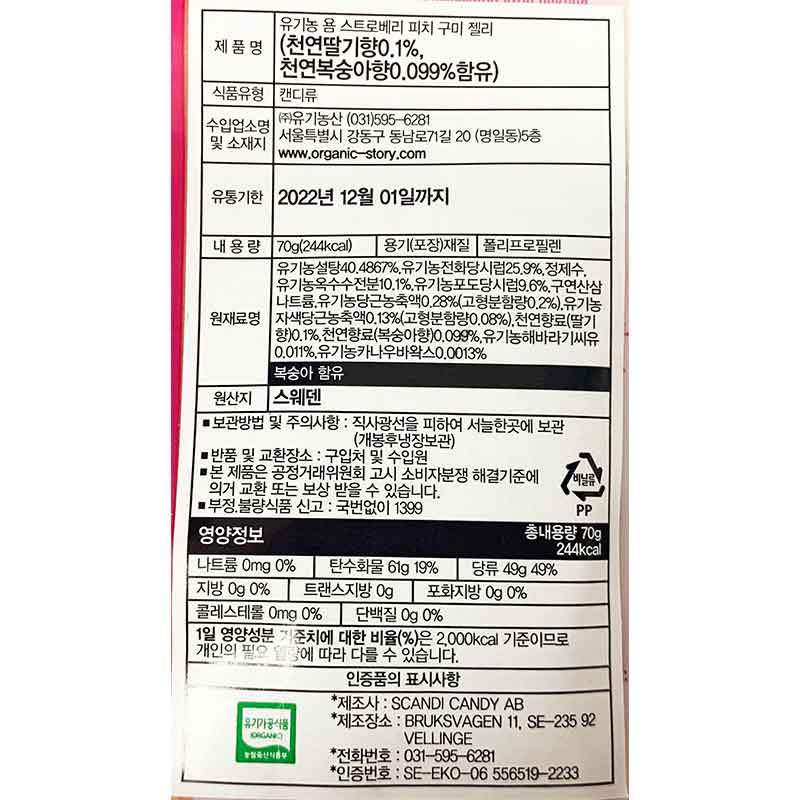 제 품 명
유기농 욤 스트로베리 피치 구미 젤리
(천연딸기향0.1%,
천연복숭아향0.099%함유)
식품유형
캔디류
수입업소명
및 소재지
㈜유기농산 (031)595-6281
서울특별시 강동구 동남로71길 20 (명일동)5층
www.organic-story.com
유통기한
2022년 12월 01일까지
내 용 량
70g(244kcal)
용기(포장)재질
폴리프로필렌
원재료명
유기농설탕40.4867%,유기농전화당시럽25.9%,정제수,
유기농옥수수전분10.1%,유기농포도당시럽9.6%,구연산삼
나트륨,유기농당근농축액0.28%(고형분함량0.2%),유기농
자색당근농축액0.13%(고형분함량0.08%),천연향료(딸기
향)0.1%,천연향료(복숭아향)0.099%,유기농해바라기씨유
0.011%,유기농카나우바왁스0.0013%
복숭아 함유
원산지
스웨덴
■보관방법 및 주의사항 : 직사광선을 피하여 서늘한곳에 보관
(개봉후냉장보관)
■반품 및 교환장소 : 구입처 및 수입원
■본 제품은 공정거래위원회 고시 소비자분쟁 해결기준에
의거 교환 또는 보상 받을 수 있습니다.
■부정.불량식품 신고 : 국번없이 1399
비닐류
PP
영양정보
총내용량 70g
244kcal
나트륨 0mg 0%
탄수화물 61g 19%
당류 49g 49%
지방 0g 0%
트랜스지방 0g
포화지방 0g 0%
콜레스테롤 0mg 0%
단백질 0g 0%
1일 영양성분 기준치에 대한 비율(%)은 2,000kcal 기준이므로
개인의 필요 열량에 따라 다를 수 있습니다.
인증품의 표시사항
유기가공식품
(ORGANIC)
농림축산식품부
*제조사 : SCANDI CANDY AB
*제조장소 : BRUKSVAGEN 11, SE-235 92
VELLINGE
*전화번호 : 031-595-6281
*인증번호 : SE-EKO-06 556519-2233